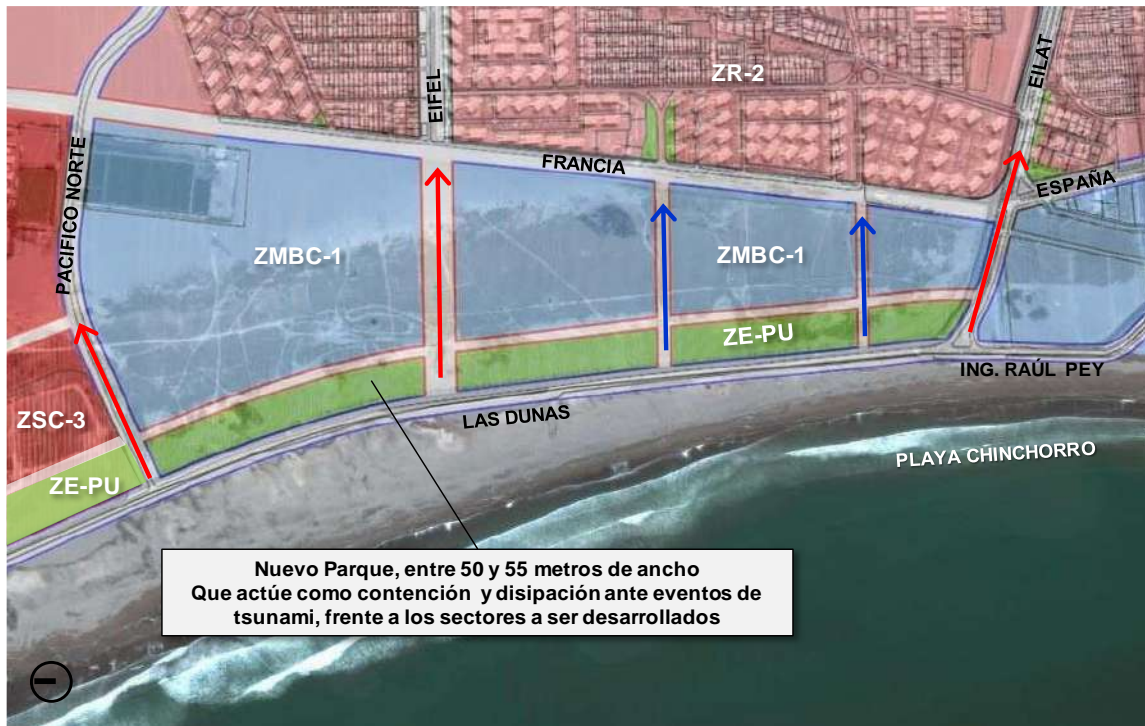 ZR-2
EIFEL
EILAT
FRANCIA
PACIFICO NORTE
ESPAÑA
ZMBC-1
ZMBC-1
ZE-PU
ING. RAÚL PEY
ZSC-3
LAS DUNAS
PLAYA CHINCHORRO
ZE-PU
Nuevo Parque, entre 50 y 55 metros de ancho
Que actúe como contención y disipación ante eventos de
tsunami, frente a los sectores a ser desarrollados